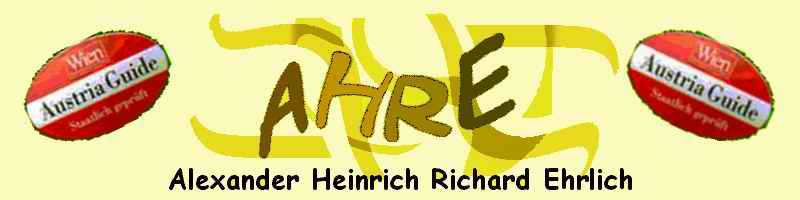 Wien
Austria Guide
Staatlich geprüft
AHRE
Wien
Austria Guide
Staatlich geprüft
Alexander Heinrich Richard Ehrlich